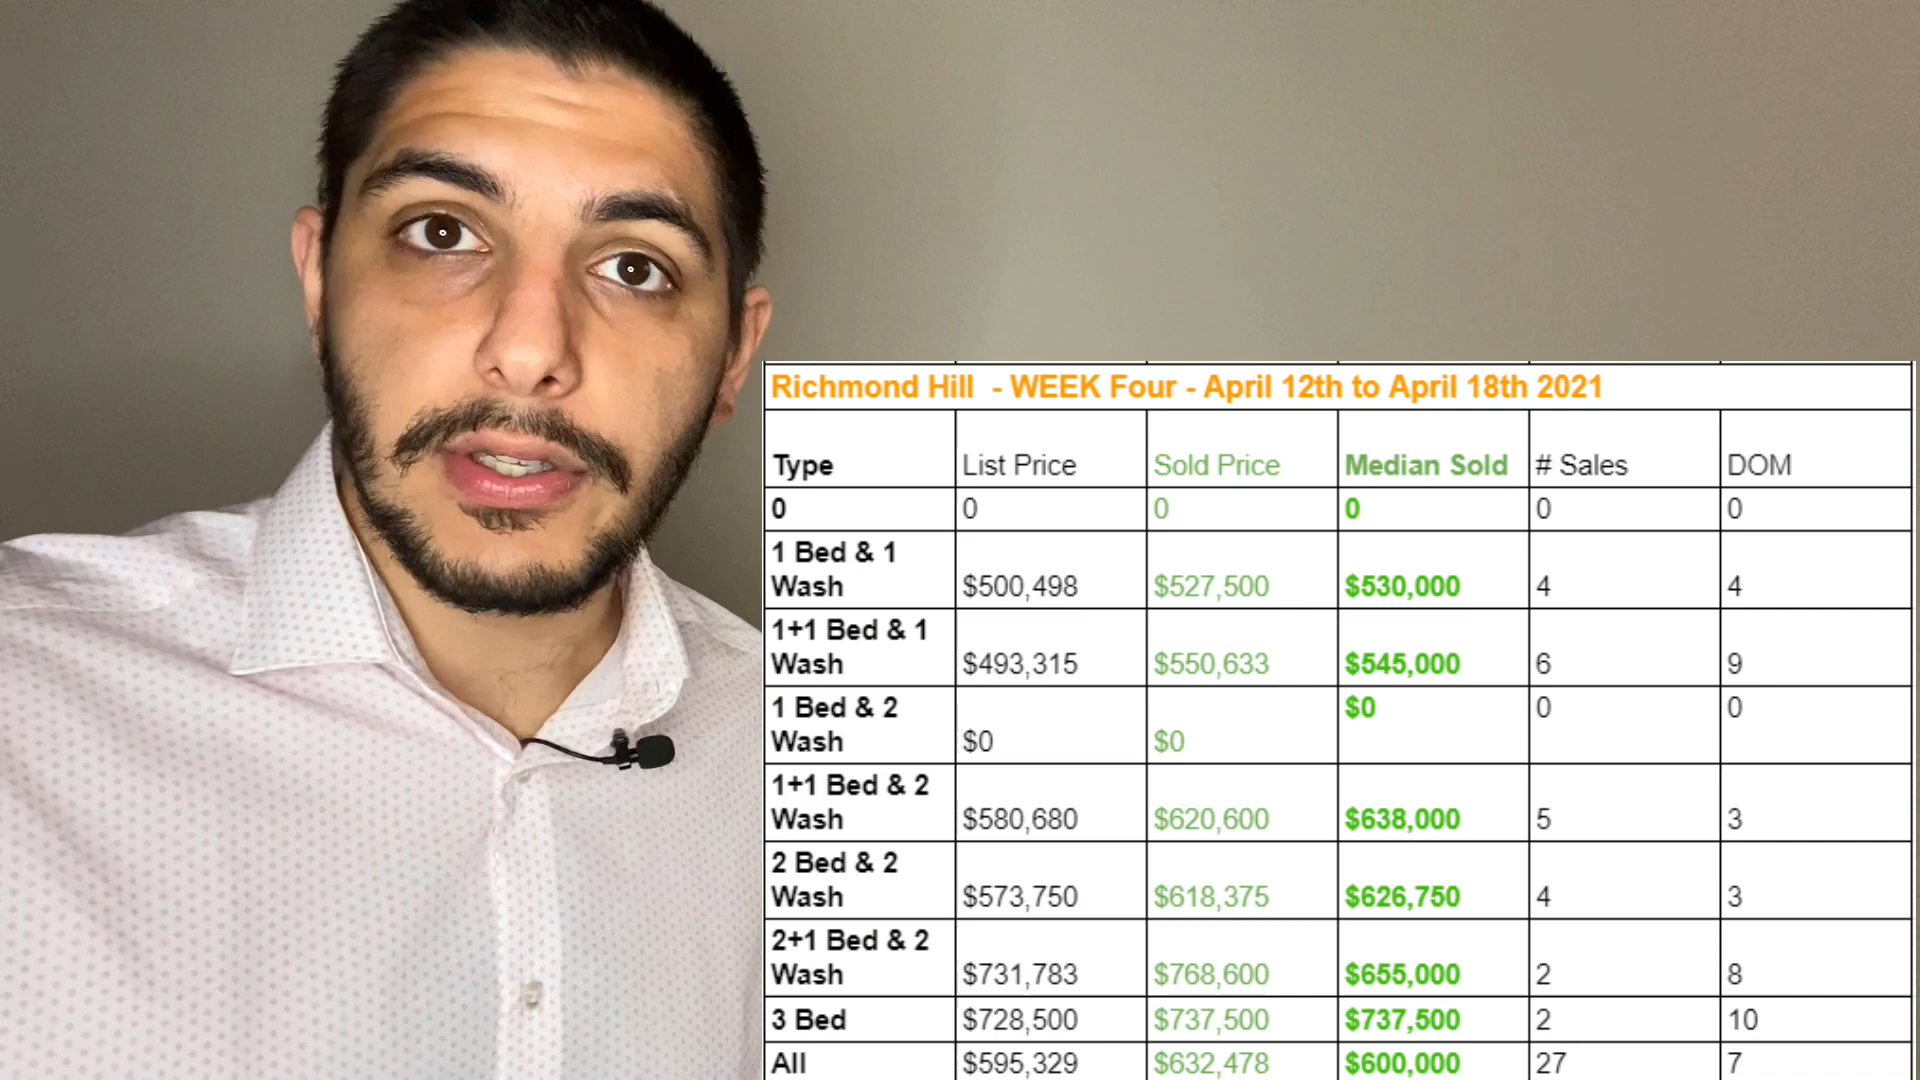 Richmond Hill - WEEK Four - April 12th to April 18th 2021
Type List Price Sold Price Median Sold # Sales DOM
0 0 0 0 0 0
1 Bed & 1
Wash $500,498 $527,500 $530,000 4 4
1+1 Bed & 1
Wash $493,315 $550,633 $545,000 6 9
1 Bed & 2 $0 0 0
Wash $0 $0
1+1 Bed & 2
Wash $580,680 $620,600 $638,000 5 3
2 Bed & 2
Wash $573,750 $618,375 $626,750 4 3
2+1 Bed & 2
Wash $731,783 $768,600 $655,000 2 8
3 Bed $728,500 $737,500 $737,500 2 10
All $595,329 $632,478 $600,000 27 7